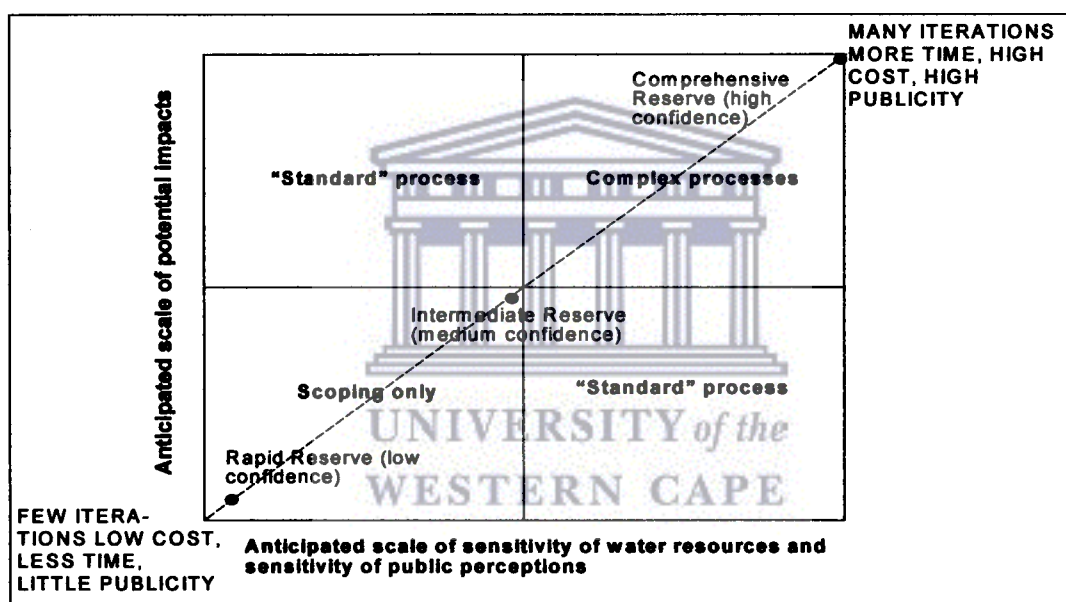 MANY ITERATIONS
MORE TIME, HIGH
COST, HIGH
PUBLICITY
Comprehensive
Reserve (high
confidence)
"Standard" process
Complex processes
Anticipated scale of potential impacts
Intermediate Reserve
(medium confidence)
Scoping only
"Standard" process
UNIVERSITY of the
WESTERN CAPE
Rapid Reserve (low
confidence)
FEW ITERA-
TIONS LOW COST,
LESS TIME,
LITTLE PUBLICITY
Anticipated scale of sensitivity of water resources and
sensitivity of public perceptions